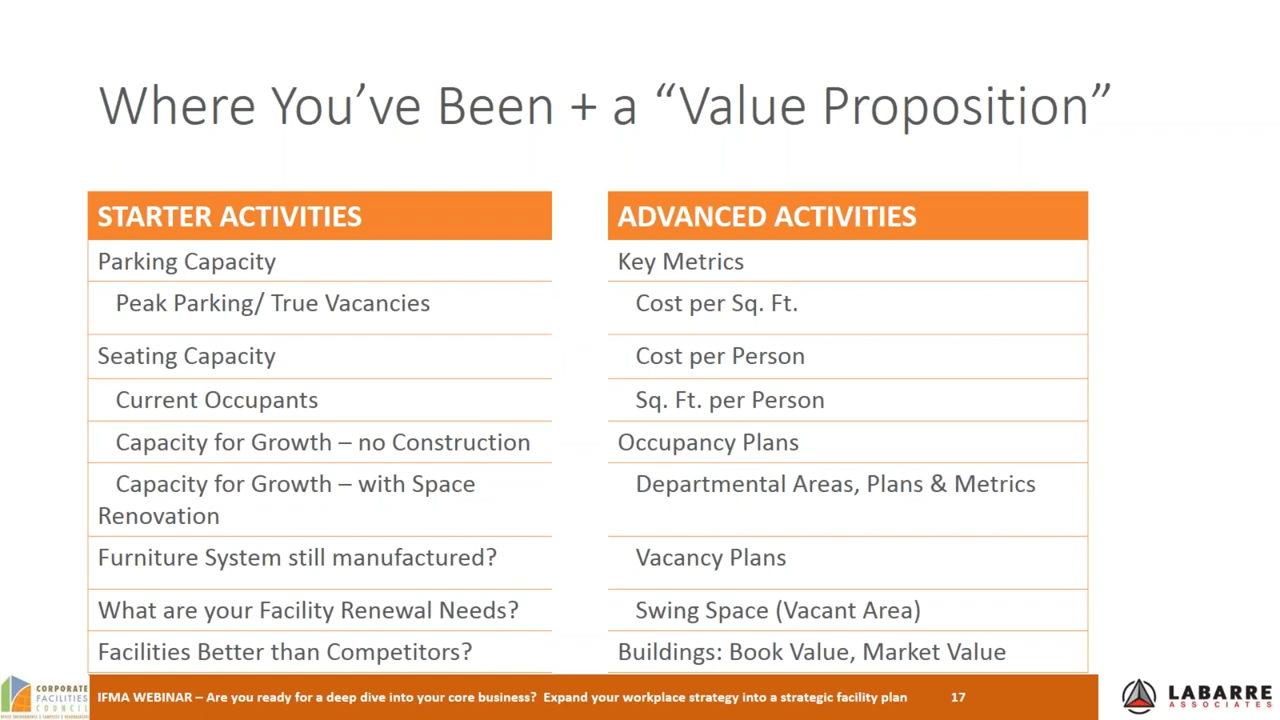 Where You’ve Been + a “Value Proposition”
STARTER ACTIVITIES
Parking Capacity
Peak Parking/ True Vacancies
Seating Capacity
Current Occupants
Capacity for Growth – no Construction
Capacity for Growth – with Space
Renovation
Furniture System still manufactured?
What are your Facility Renewal Needs?
Facilities Better than Competitors?
ADVANCED ACTIVITIES
Key Metrics
Cost per Sq. Ft.
Cost per Person
Sq. Ft. per Person
Occupancy Plans
Departmental Areas, Plans & Metrics
Vacancy Plans
Swing Space (Vacant Area)
Buildings: Book Value, Market Value
CORPORATE
FACILITIES
COUNCIL
IFMA WEBINAR – Are you ready for a deep dive into your core business? Expand your workplace strategy into a strategic facility plan
17
LABARRE
ASSOCIATES